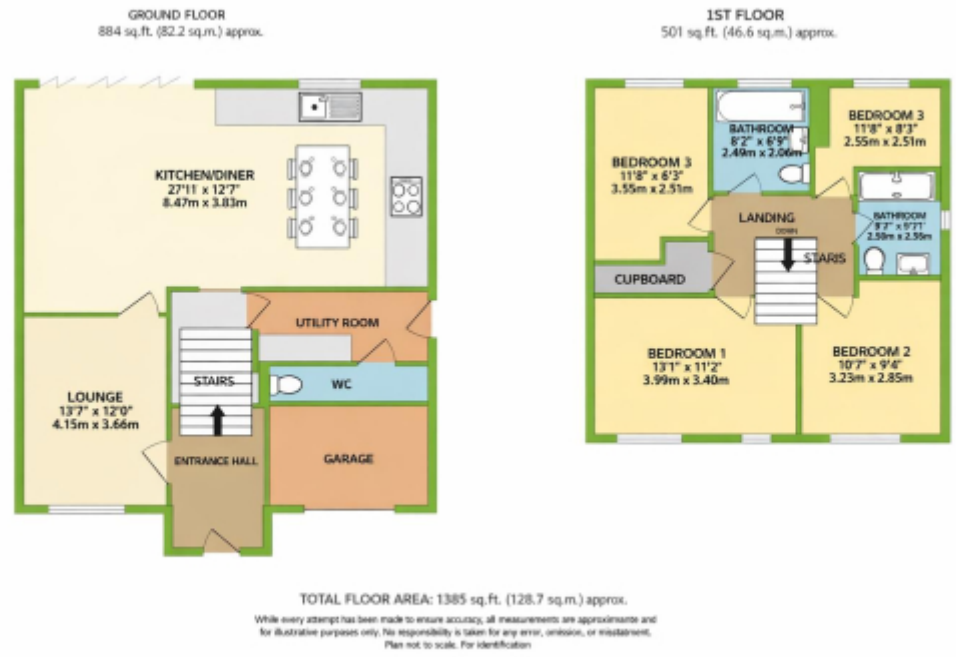 GROUND FLOOR
884 sq.ft. (82.2 sq.m.) approx.
1ST FLOOR
501 sq.ft. (46.6 sq.m.) approx.
KITCHEN/DINER
27'11 x 12'7"
8.47m x 3.83m
UTILITY ROOM
STAIRS
WC
LOUNGE
13'7" x 12'0"
4.15m x 3.66m
ENTRANCE HALL
GARAGE
BEDROOM 3
11'8" x 6'3"
3.55m x 2.51m
BATHROOM
8'2" x 6'9"
2.49m x 2.06m
BEDROOM 3
11'8" x 8'3"
2.55m x 2.51m
LANDING
DOWN
STARIS
BATHROOM
2.50m x 2.55m
CUPBOARD
BEDROOM 1
13'1" x 11'2"
3.99m x 3.40m
BEDROOM 2
10'7" x 9'4"
3.23m x 2.85m
TOTAL FLOOR AREA: 1385 sq.ft. (128.7 sq.m.) approx.
While every attempt has been made to ensure accuracy, all measurements are and
for illustrative purposes only. No responsibility is taken for any error, omission, or
Plan not to scale. For identification